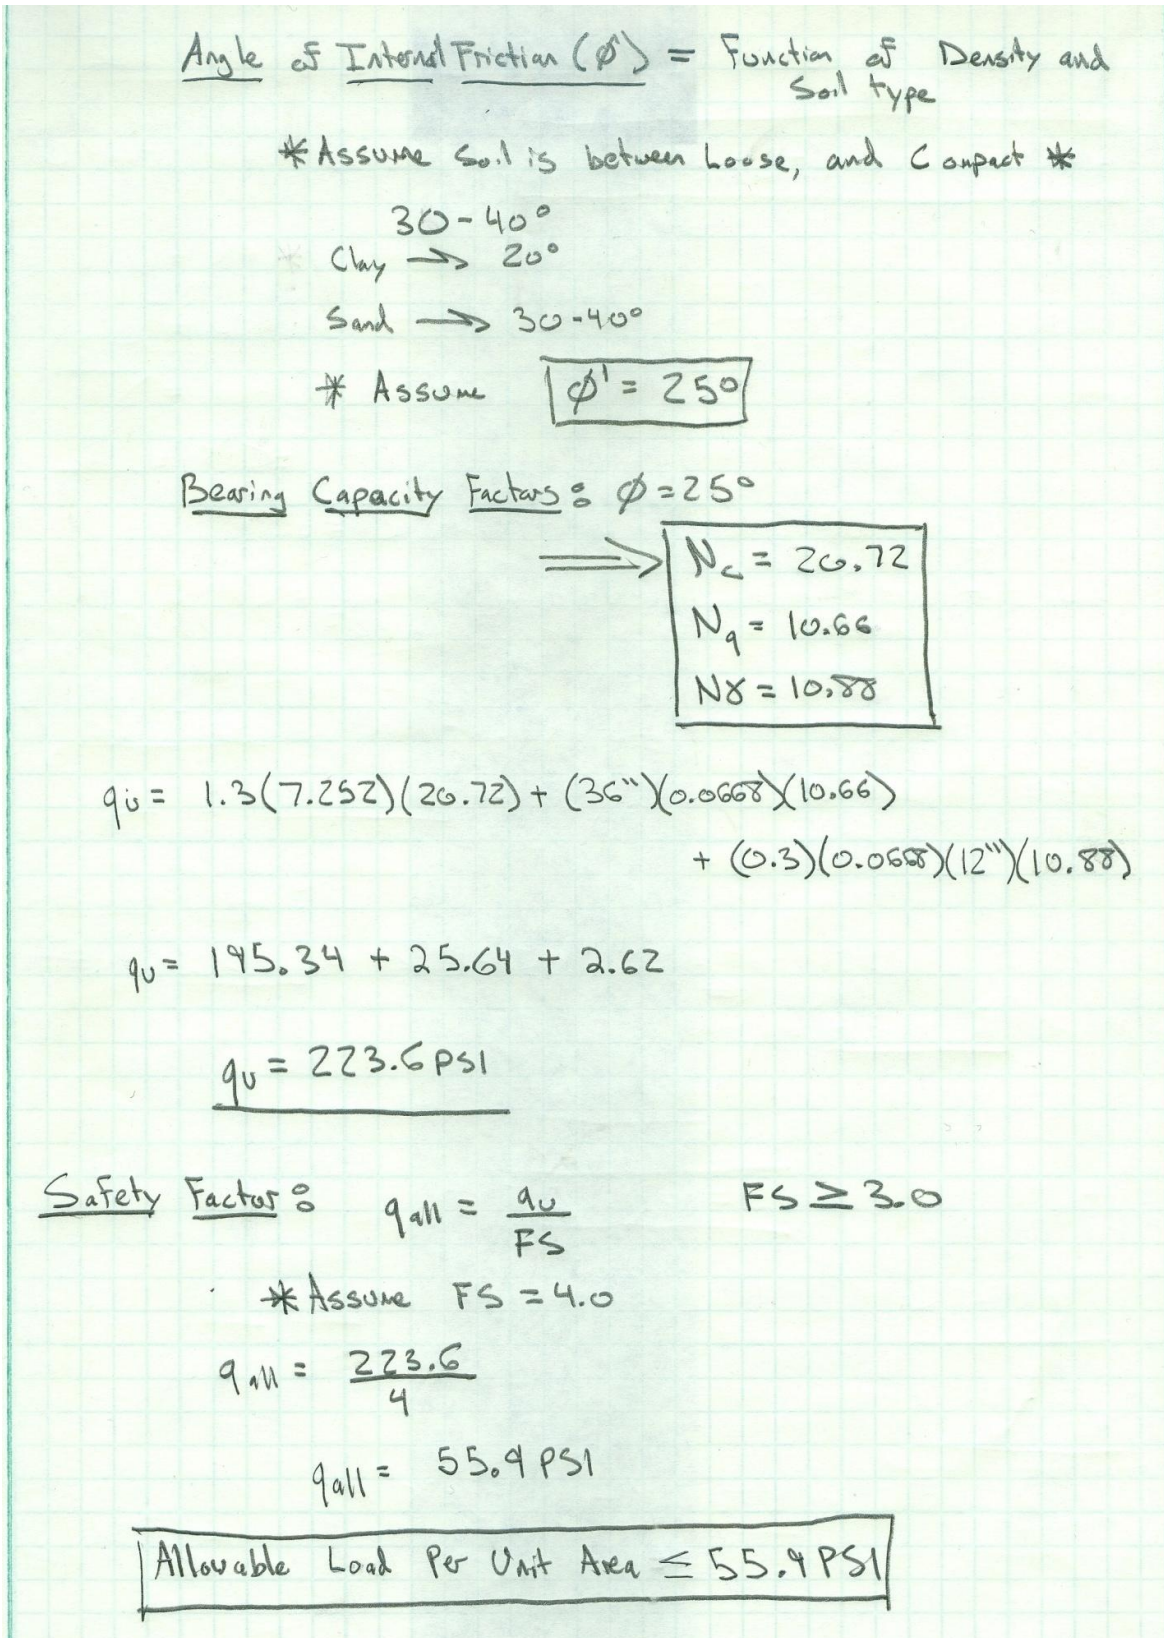 Angle of Internal Friction (φ') = Function of Density and
Soil type
* Assume Soil is between Loose, and Compact *
30-40°
Clay → 20°
Sand → 30-40°
* Assume φ' = 25°
Bearing Capacity Factors: φ=25°
⇒ Nc = 20.72
Nq = 10.66
Nγ = 10.88
qu = 1.3(7.252)(20.72) + (36")(0.0668)(10.66)
+ (0.3)(0.0668)(12")(10.88)
qu = 195.34 + 25.64 + 2.62
qu = 223.6 PSI
Safety Factor: qall = qu/FS FS ≥ 3.0
* Assume FS = 4.0
qall = 223.6/4
qall = 55.9 PSI
Allowable Load Per Unit Area ≤ 55.9 PSI